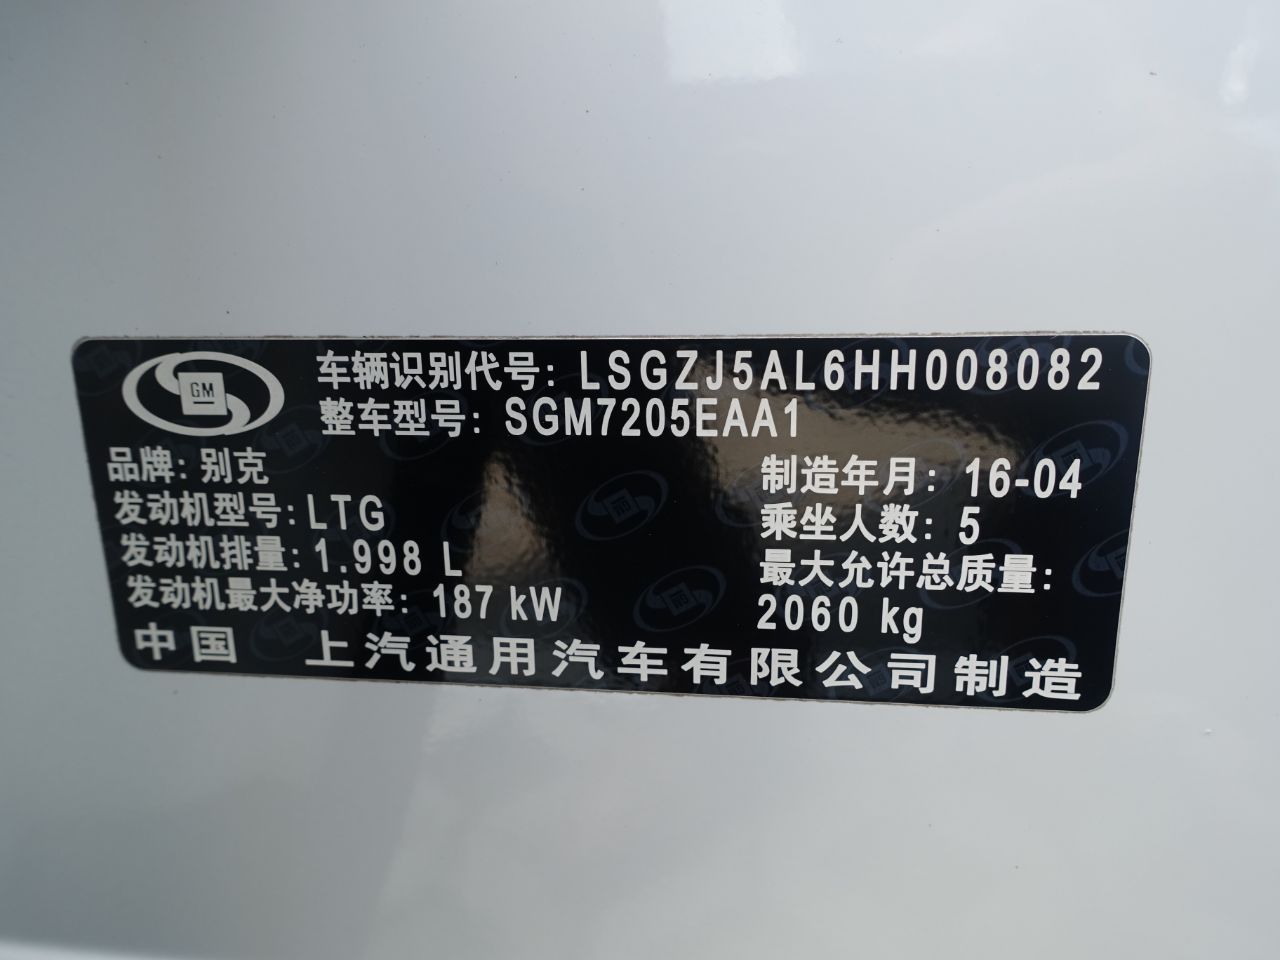 GM
车辆识别代号: LSGZJ5AL6HH008082
整车型号: SGM7205EAA1
品牌: 别克
制造年月: 16-04
发动机型号: LTG
乘坐人数: 5
发动机排量: 1.998 L
最大允许总质量:
2060 kg
发动机最大净功率: 187 kW
中国 上汽通用汽车有限公司制造